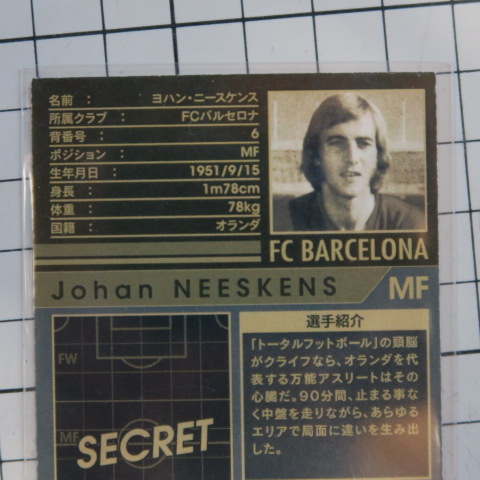 名前 : ヨハン・ニースケンス
所属クラブ : FCバルセロナ
背番号 : 6
ポジション : MF
生年月日 : 1951/9/15
身長 : 1m78cm
体重 : 78kg
国籍 : オランダ
FC BARCELONA
Johan NEESKENS MF
FW
MF
SECRET
選手紹介
「トータルフットボール」の頭脳
がクライフなら、オランダを代
表する万能アスリートはその
心臓だ。90分間、止まる事な
く中盤を走りながら、あらゆる
エリアで局面に違いを生み出
した。